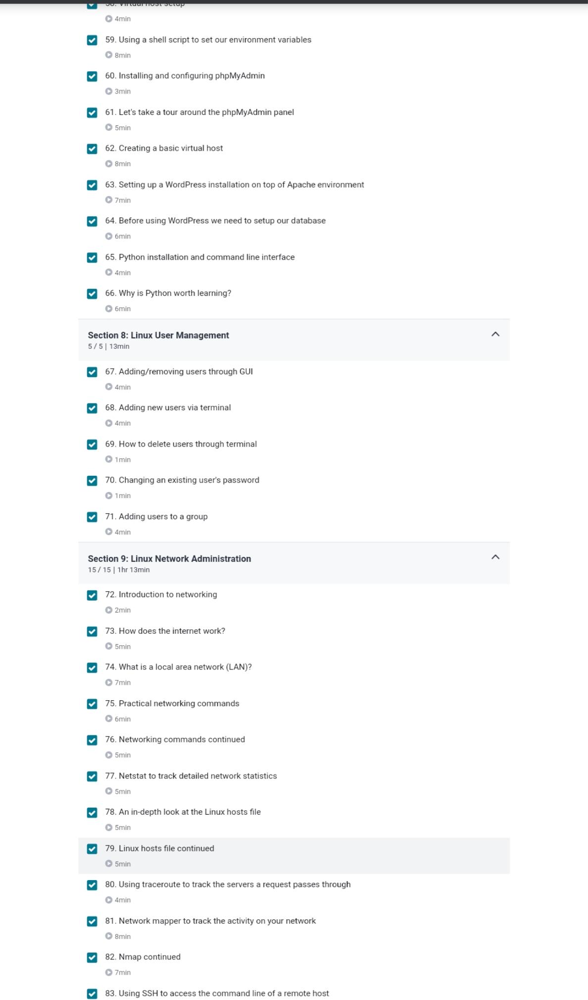 58. Virtual host setup
4min
59. Using a shell script to set our environment variables
8min
60. Installing and configuring phpMyAdmin
3min
61. Let's take a tour around the phpMyAdmin panel
5min
62. Creating a basic virtual host
8min
63. Setting up a WordPress installation on top of Apache environment
7min
64. Before using WordPress we need to setup our database
6min
65. Python installation and command line interface
4min
66. Why is Python worth learning?
6min
Section 8: Linux User Management
5 / 5 | 13min
67. Adding/removing users through GUI
4min
68. Adding new users via terminal
4min
69. How to delete users through terminal
1min
70. Changing an existing user's password
1min
71. Adding users to a group
4min
Section 9: Linux Network Administration
15 / 15 | 1hr 13min
72. Introduction to networking
2min
73. How does the internet work?
5min
74. What is a local area network (LAN)?
7min
75. Practical networking commands
6min
76. Networking commands continued
5min
77. Netstat to track detailed network statistics
5min
78. An in-depth look at the Linux hosts file
5min
79. Linux hosts file continued
5min
80. Using traceroute to track the servers a request passes through
4min
81. Network mapper to track the activity on your network
8min
82. Nmap continued
7min
83. Using SSH to access the command line of a remote host